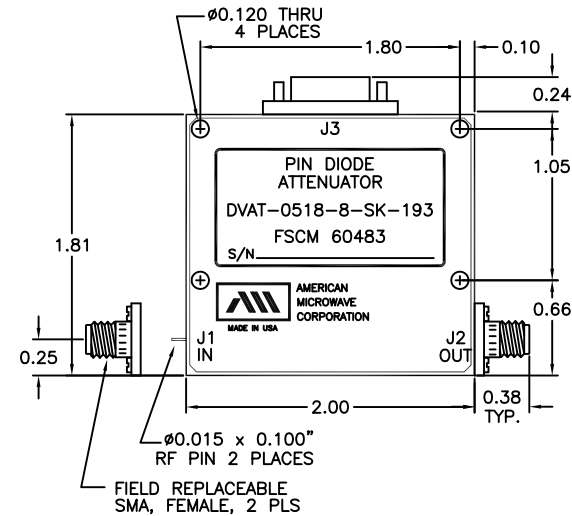 ø0.120 THRU
4 PLACES
1.80
0.10
0.24
J3
PIN DIODE
ATTENUATOR
DVAT-0518-8-SK-193
FSCM 60483
S/N
1.05
1.81
AMERICAN
MICROWAVE
CORPORATION
MADE IN USA
0.66
J1
IN
J2
OUT
0.25
0.38
TYP.
2.00
ø0.015 x 0.100"
RF PIN 2 PLACES
FIELD REPLACEABLE
SMA, FEMALE, 2 PLS